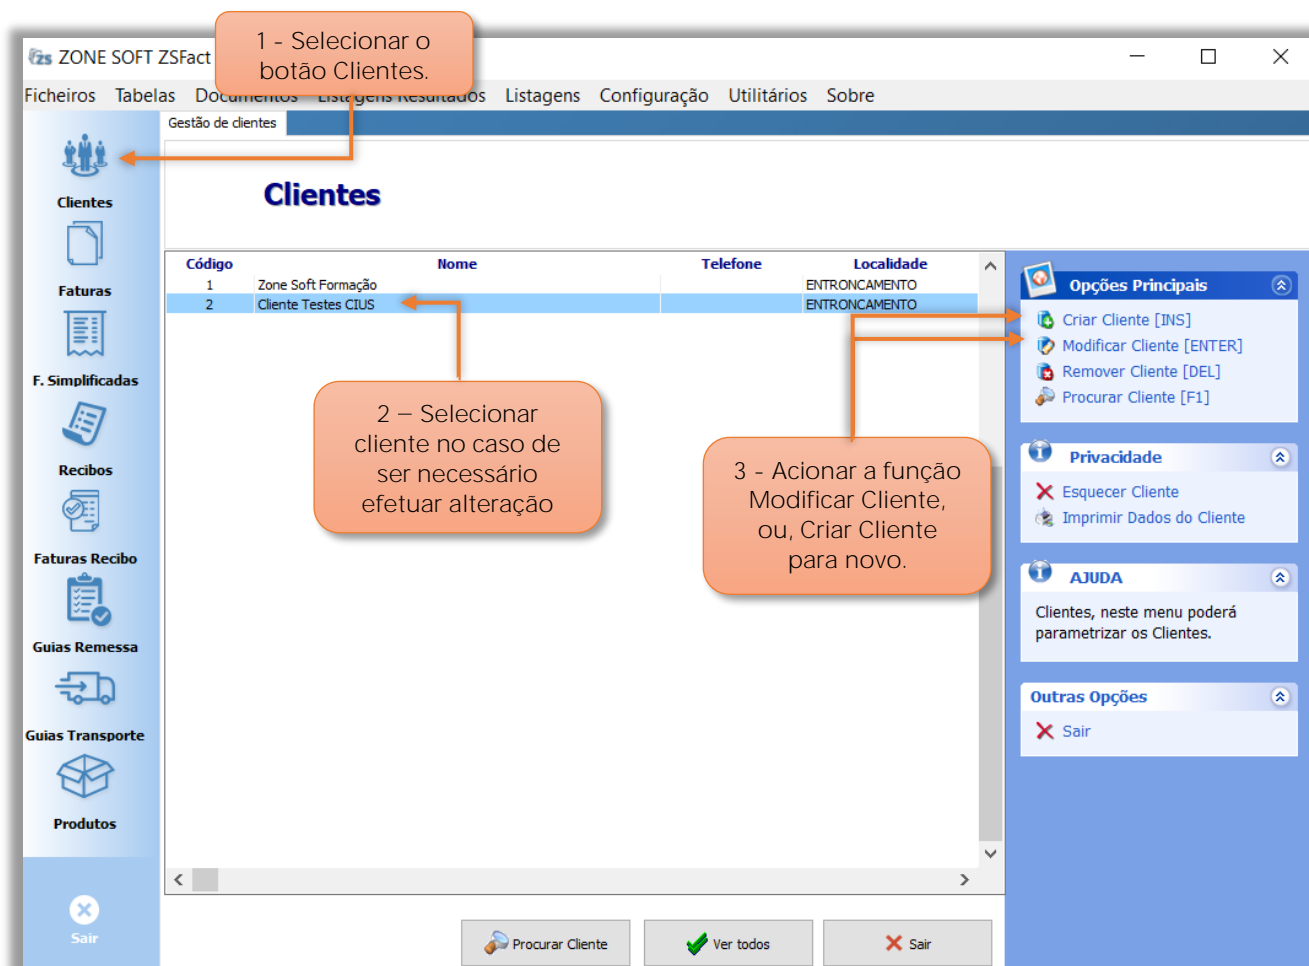 1 - Selecionar o
botão Clientes.
zs ZONE SOFT ZSFact
Ficheiros Tabelas Documentos Listagens Resultados Listagens Configuração Utilitários Sobre
Gestão de clientes
Clientes
Clientes
Faturas
F. Simplificadas
Recibos
Faturas Recibo
Guias Remessa
Guias Transporte
Produtos
Sair
Código Nome Telefone Localidade
1 Zone Soft Formação ENTRONCAMENTO
2 Cliente Testes CIUS ENTRONCAMENTO
2 – Selecionar
cliente no caso de
ser necessário
efetuar alteração
3 - Acionar a função
Modificar Cliente,
ou, Criar Cliente
para novo.
Opções Principais
Criar Cliente [INS]
Modificar Cliente [ENTER]
Remover Cliente [DEL]
Procurar Cliente [F1]
Privacidade
Esquecer Cliente
Imprimir Dados do Cliente
AJUDA
Clientes, neste menu poderá
parametrizar os Clientes.
Outras Opções
Sair
Procurar Cliente Ver todos Sair